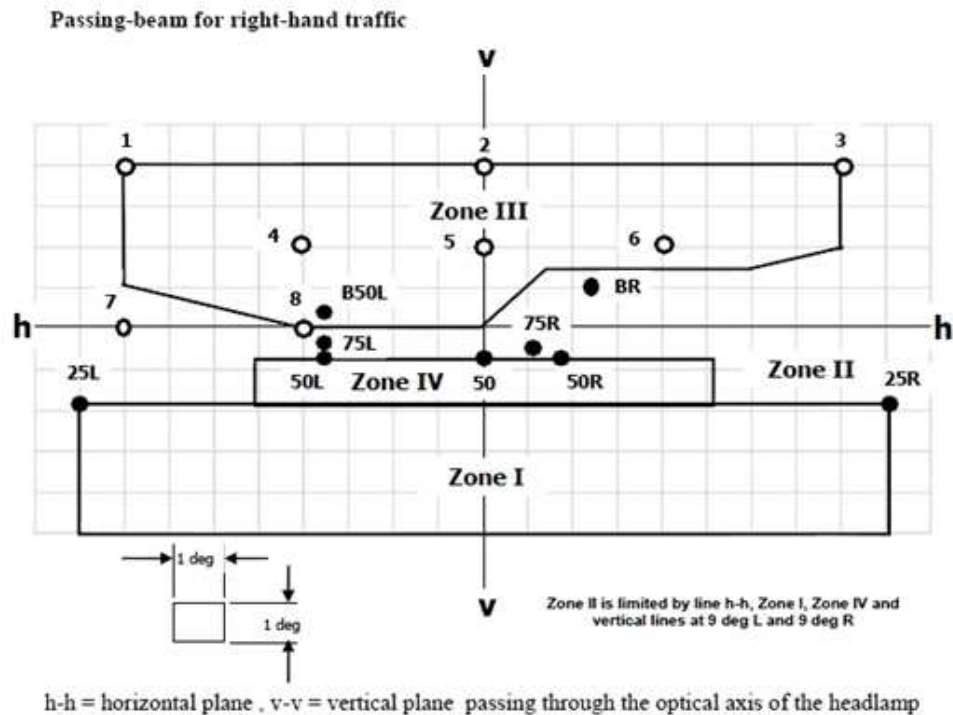 Passing-beam for right-hand traffic
v
1
2
3
Zone III
4
5
6
BR
B50L
7
8
h
h
75R
75L
25L
50L
Zone IV
50
50R
Zone II
25R
Zone I
1 deg
1 deg
v
Zone II is limited by line h-h, Zone I, Zone IV and
vertical lines at 9 deg L and 9 deg R
h-h = horizontal plane , v-v = vertical plane passing through the optical axis of the headlamp